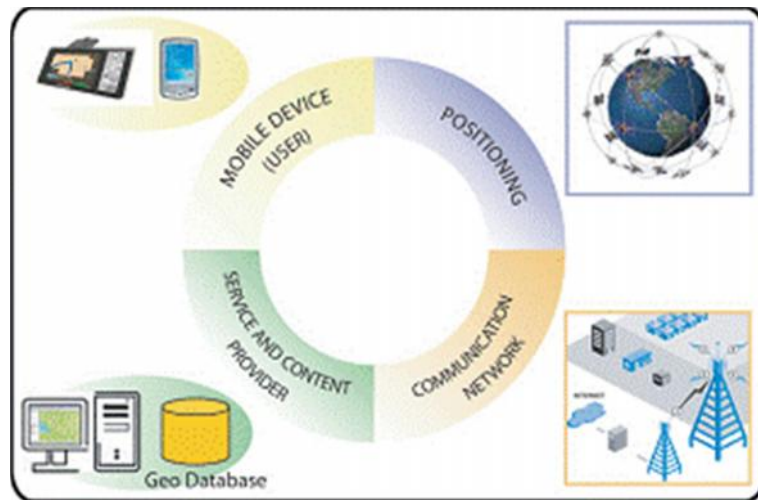 MOBILE DEVICE
(USER)
POSITIONING
SERVICE AND CONTENT
PROVIDER
COMMUNICATION
NETWORK
INTERNET
Geo Database